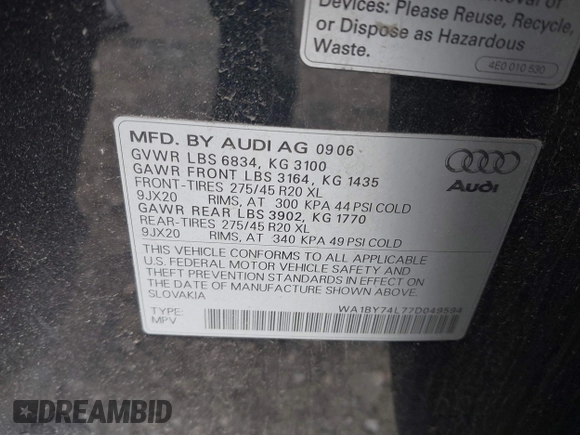 Devices: Please Reuse, Recycle,
or Dispose as Hazardous
Waste.
4E0 010 530
MFD. BY AUDI AG 09 06
GVWR LBS 6834, KG 3100
GAWR FRONT LBS 3164, KG 1435
FRONT-TIRES 275/45 R20 XL
9JX20 RIMS, AT 300 KPA 44 PSI COLD
GAWR REAR LBS 3902, KG 1770
REAR-TIRES 275/45 R20 XL
9JX20 RIMS, AT 340 KPA 49 PSI COLD
THIS VEHICLE CONFORMS TO ALL APPLICABLE
U.S. FEDERAL MOTOR VEHICLE SAFETY AND
THEFT PREVENTION STANDARDS IN EFFECT ON
THE DATE OF MANUFACTURE SHOWN ABOVE.
SLOVAKIA
Audi
TYPE: WA1BY74L77D049594
MPV
DREAMBID